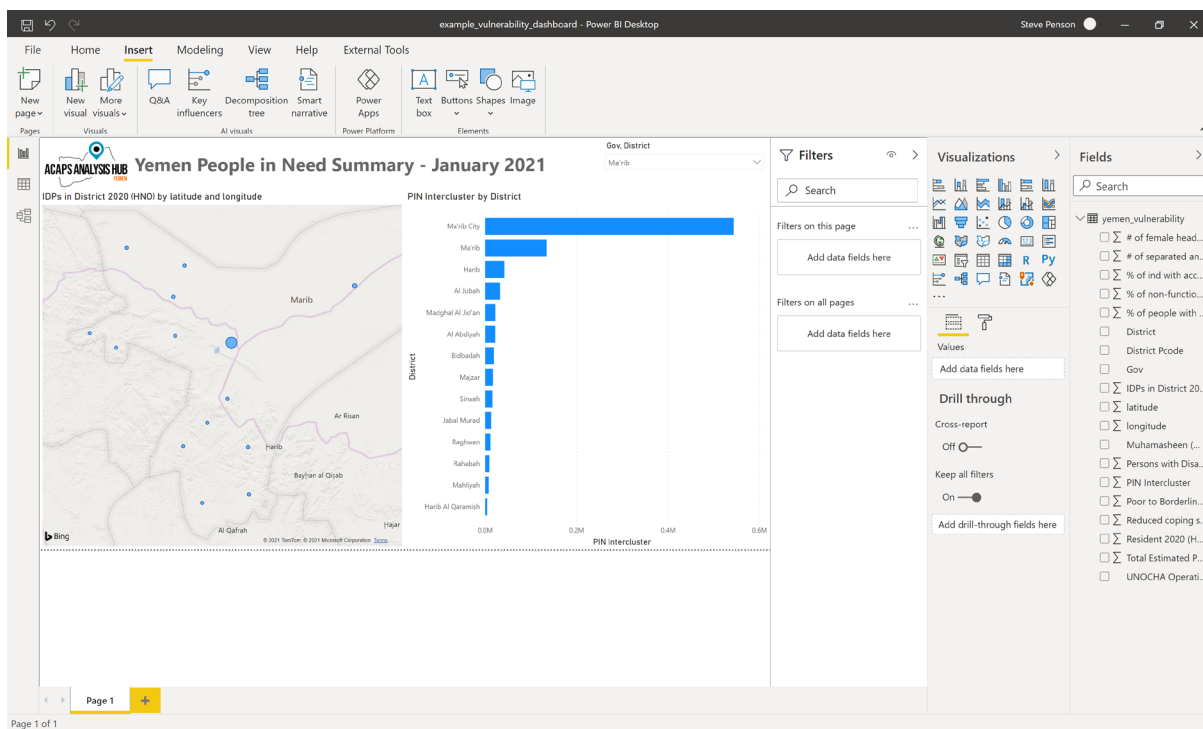 example_vulnerability_dashboard - Power BI Desktop
Steve Penson
File Home Insert Modeling View Help External Tools
New page
New visual
More visuals
Q&A
Key influencers
Decomposition tree
Smart narrative
Power Apps
Text box
Buttons
Shapes
Image
Pages
Visuals
AI visuals
Power Platform
Elements
ACAPS ANALYSIS HUB
YEMEN
Yemen People in Need Summary - January 2021
Gov, District
Ma'rib
IDPs in District 2020 (HNO) by latitude and longitude
Marib
Ar Risan
Harib
Bayhan al Qisab
Al Qafrah
Hajar
Bing
© 2021 TomTom, © 2021 Microsoft Corporation Terms
PIN Intercluster by District
District
Ma'rib City
Ma'rib
Harib
Al Jubah
Madghal Al Jid'an
Al Abdiyah
Bidbadah
Majzar
Sirwah
Jabal Murad
Raghwan
Rahabah
Mahliyah
Harib Al Qaramish
0.0M 0.2M 0.4M 0.6M
PIN Intercluster
Filters
Search
Filters on this page ...
Add data fields here
Filters on all pages ...
Add data fields here
Visualizations
R Py
...
Values
Add data fields here
Drill through
Cross-report
Off
Keep all filters
On
Add drill-through fields here
Fields
Search
yemen_vulnerability
# of female head...
# of separated an...
% of ind with acc...
% of non-functio...
% of people with ...
District
District Pcode
Gov
IDPs in District 20...
latitude
longitude
Muhamasheen (...
Persons with Disa...
PIN Intercluster
Poor to Borderlin...
Reduced coping s...
Resident 2020 (H...
Total Estimated P...
UNOCHA Operati...
Page 1
Page 1 of 1